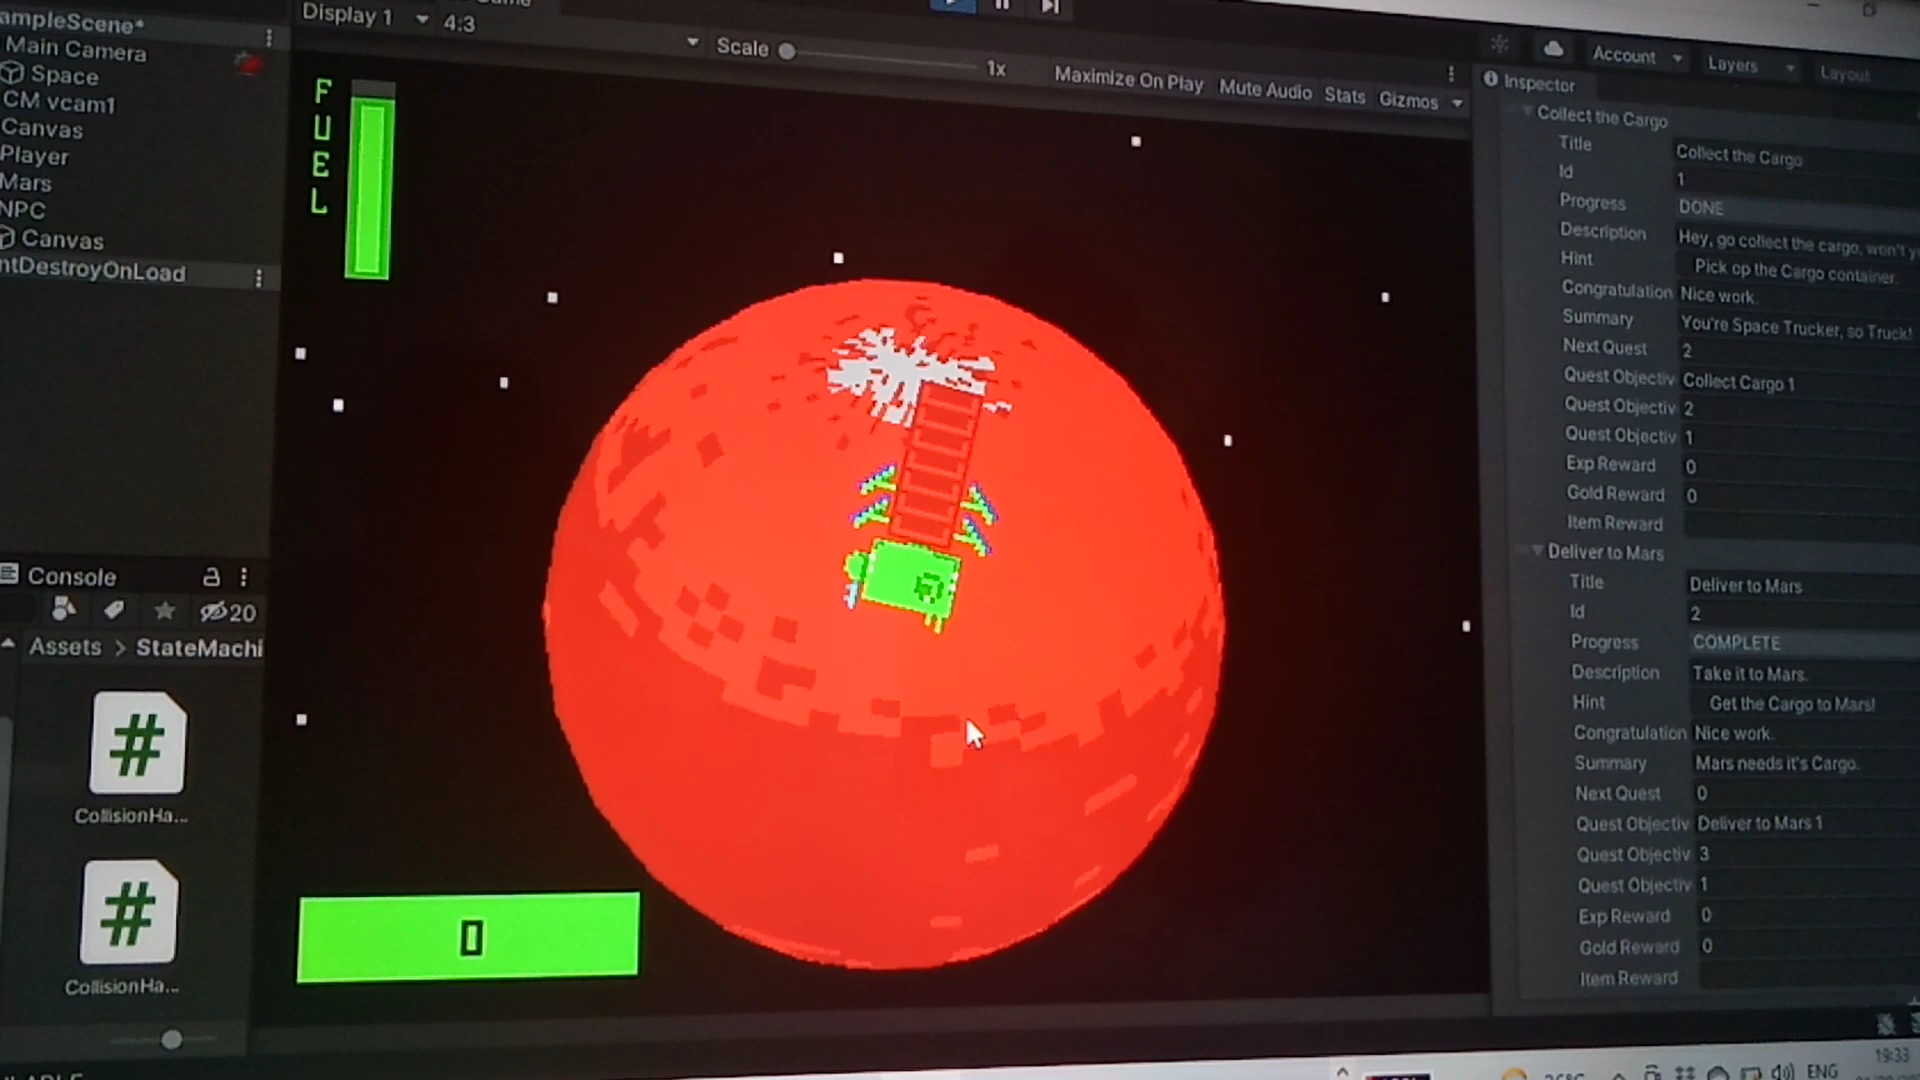 ampleScene*
Main Camera
Space
CM vcam1
Canvas
Player
Mars
NPC
Canvas
ntDestroyOnLoad
Console
20
Assets > StateMachi
CollisionHa...
CollisionHa...
Display 1
4:3
Scale
1x
Maximize On Play
Mute Audio
Stats
Gizmos
FUEL
0
Account
Layers
Layout
Inspector
Collect the Cargo
Title Collect the Cargo
Id 1
Progress DONE
Description Hey, go collect the cargo, won't y
Hint Pick op the Cargo container.
Congratulation Nice work.
Summary You're Space Trucker, so Truck!
Next Quest 2
Quest Objectiv Collect Cargo 1
Quest Objectiv 2
Quest Objectiv 1
Exp Reward 0
Gold Reward 0
Item Reward
Deliver to Mars
Title Deliver to Mars
Id 2
Progress COMPLETE
Description Take it to Mars.
Hint Get the Cargo to Mars!
Congratulation Nice work.
Summary Mars needs it's Cargo.
Next Quest 0
Quest Objectiv Deliver to Mars 1
Quest Objectiv 3
Quest Objectiv 1
Exp Reward 0
Gold Reward 0
Item Reward
ENG
19:33